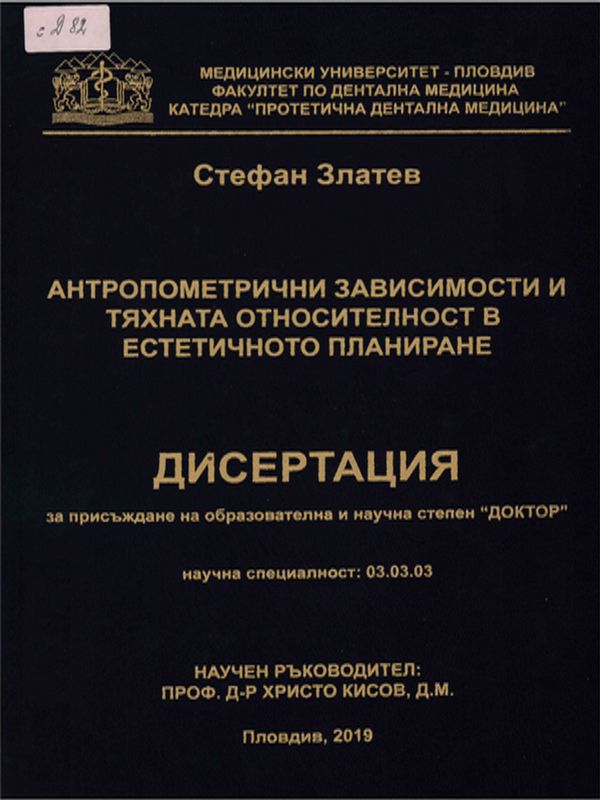 с Д 82
МЕДИЦИНСКИ УНИВЕРСИТЕТ - ПЛОВДИВ
ФАКУЛТЕТ ПО ДЕНТАЛНА МЕДИЦИНА
КАТЕДРА “ПРОТЕТИЧНА ДЕНТАЛНА МЕДИЦИНА”
Стефан Златев
АНТРОПОМЕТРИЧНИ ЗАВИСИМОСТИ И
ТЯХНАТА ОТНОСИТЕЛНОСТ В
ЕСТЕТИЧНОТО ПЛАНИРАНЕ
ДИСЕРТАЦИЯ
за присъждане на образователна и научна степен “ДОКТОР”
научна специалност: 03.03.03
НАУЧЕН РЪКОВОДИТЕЛ:
ПРОФ. Д-Р ХРИСТО КИСОВ, Д.М.
Пловдив, 2019